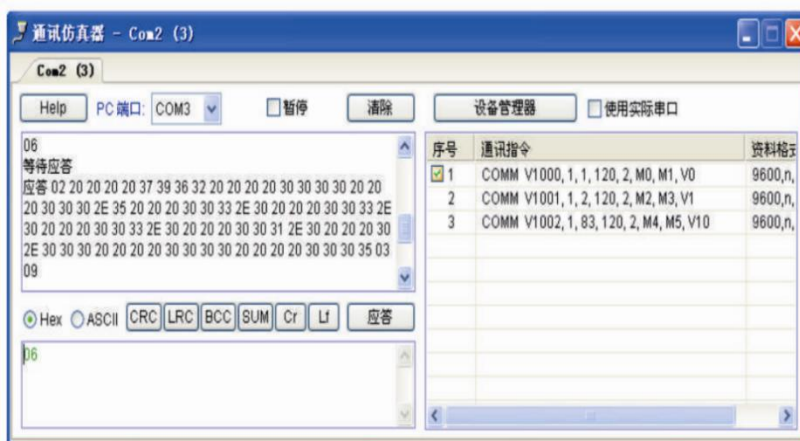 通讯仿真器 - Com2 (3)
Com2 (3)
Help PC 端口: COM3 暂停 清除 设备管理器 使用实际串口
06
等待应答
应答 02 20 20 20 20 37 39 36 32 20 20 20 20 30 30 30 30 20 20
20 30 30 30 2E 35 20 20 20 30 30 33 2E 30 20 20 20 30 30 33 2E
30 20 20 20 30 30 33 2E 30 20 20 20 30 30 31 2E 30 20 20 20 30
2E 30 30 30 20 20 20 20 30 30 30 30 20 20 20 20 30 30 30 35 03
09
序号 通讯指令 资料格式
1 COMM V1000, 1, 1, 120, 2, M0, M1, V0 9600,n,
2 COMM V1001, 1, 2, 120, 2, M2, M3, V1 9600,n,
3 COMM V1002, 1, 83, 120, 2, M4, M5, V10 9600,n,
Hex ASCII CRC LRC BCC SUM Cr Lf 应答
06